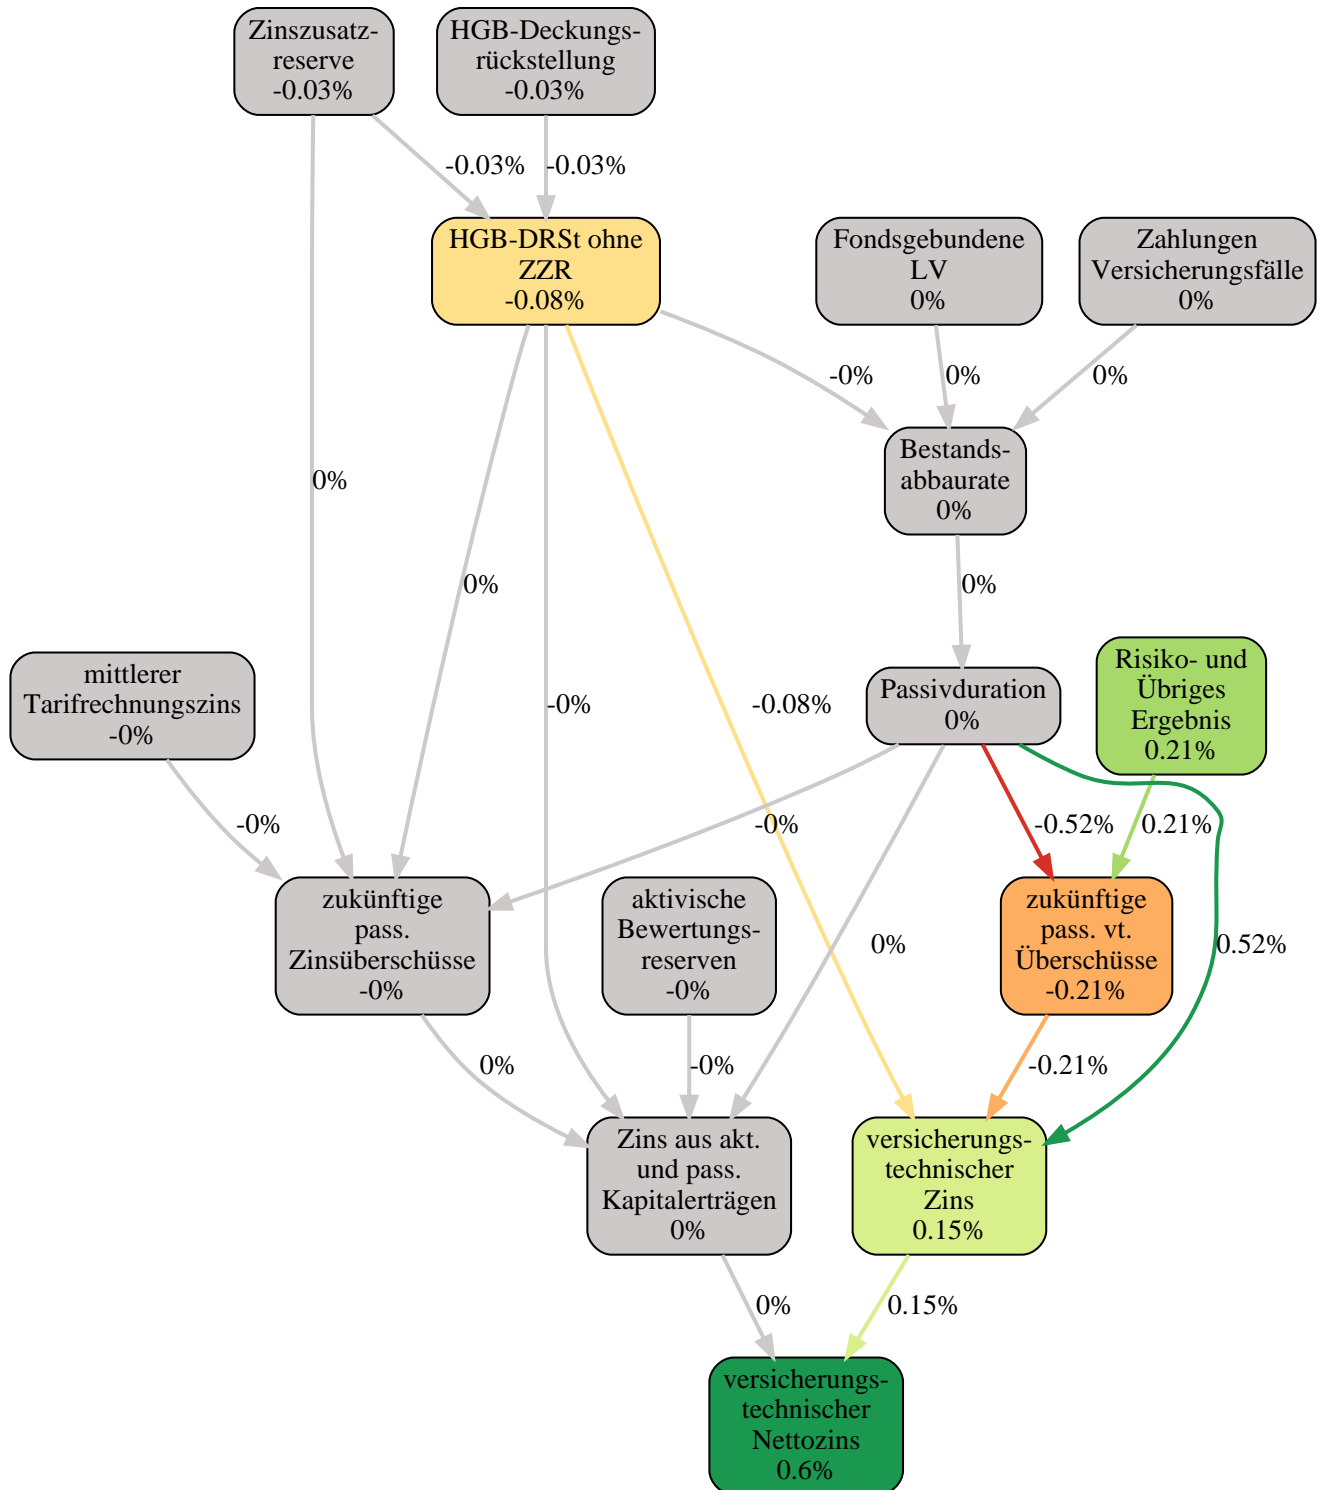 Zinszusatz-
reserve
-0.03%
HGB-Deckungs-
rückstellung
-0.03%
-0.03%
-0.03%
HGB-DRSt ohne
ZZR
-0.08%
Fondsgebundene
LV
0%
Zahlungen
Versicherungsfälle
0%
-0%
0%
0%
Bestands-
abbaurate
0%
0%
0%
0%
mittlerer
Tarifrechnungszins
-0%
-0%
-0.08%
Passivduration
0%
Risiko- und
Übriges
Ergebnis
0.21%
-0%
-0%
-0.52%
0.21%
zukünftige
pass.
Zinsüberschüsse
-0%
aktivische
Bewertungs-
reserven
-0%
0%
zukünftige
pass. vt.
Überschüsse
-0.21%
0.52%
0%
-0%
-0.21%
Zins aus akt.
und pass.
Kapitalerträgen
0%
versicherungs-
technischer
Zins
0.15%
0%
0.15%
versicherungs-
technischer
Nettozins
0.6%